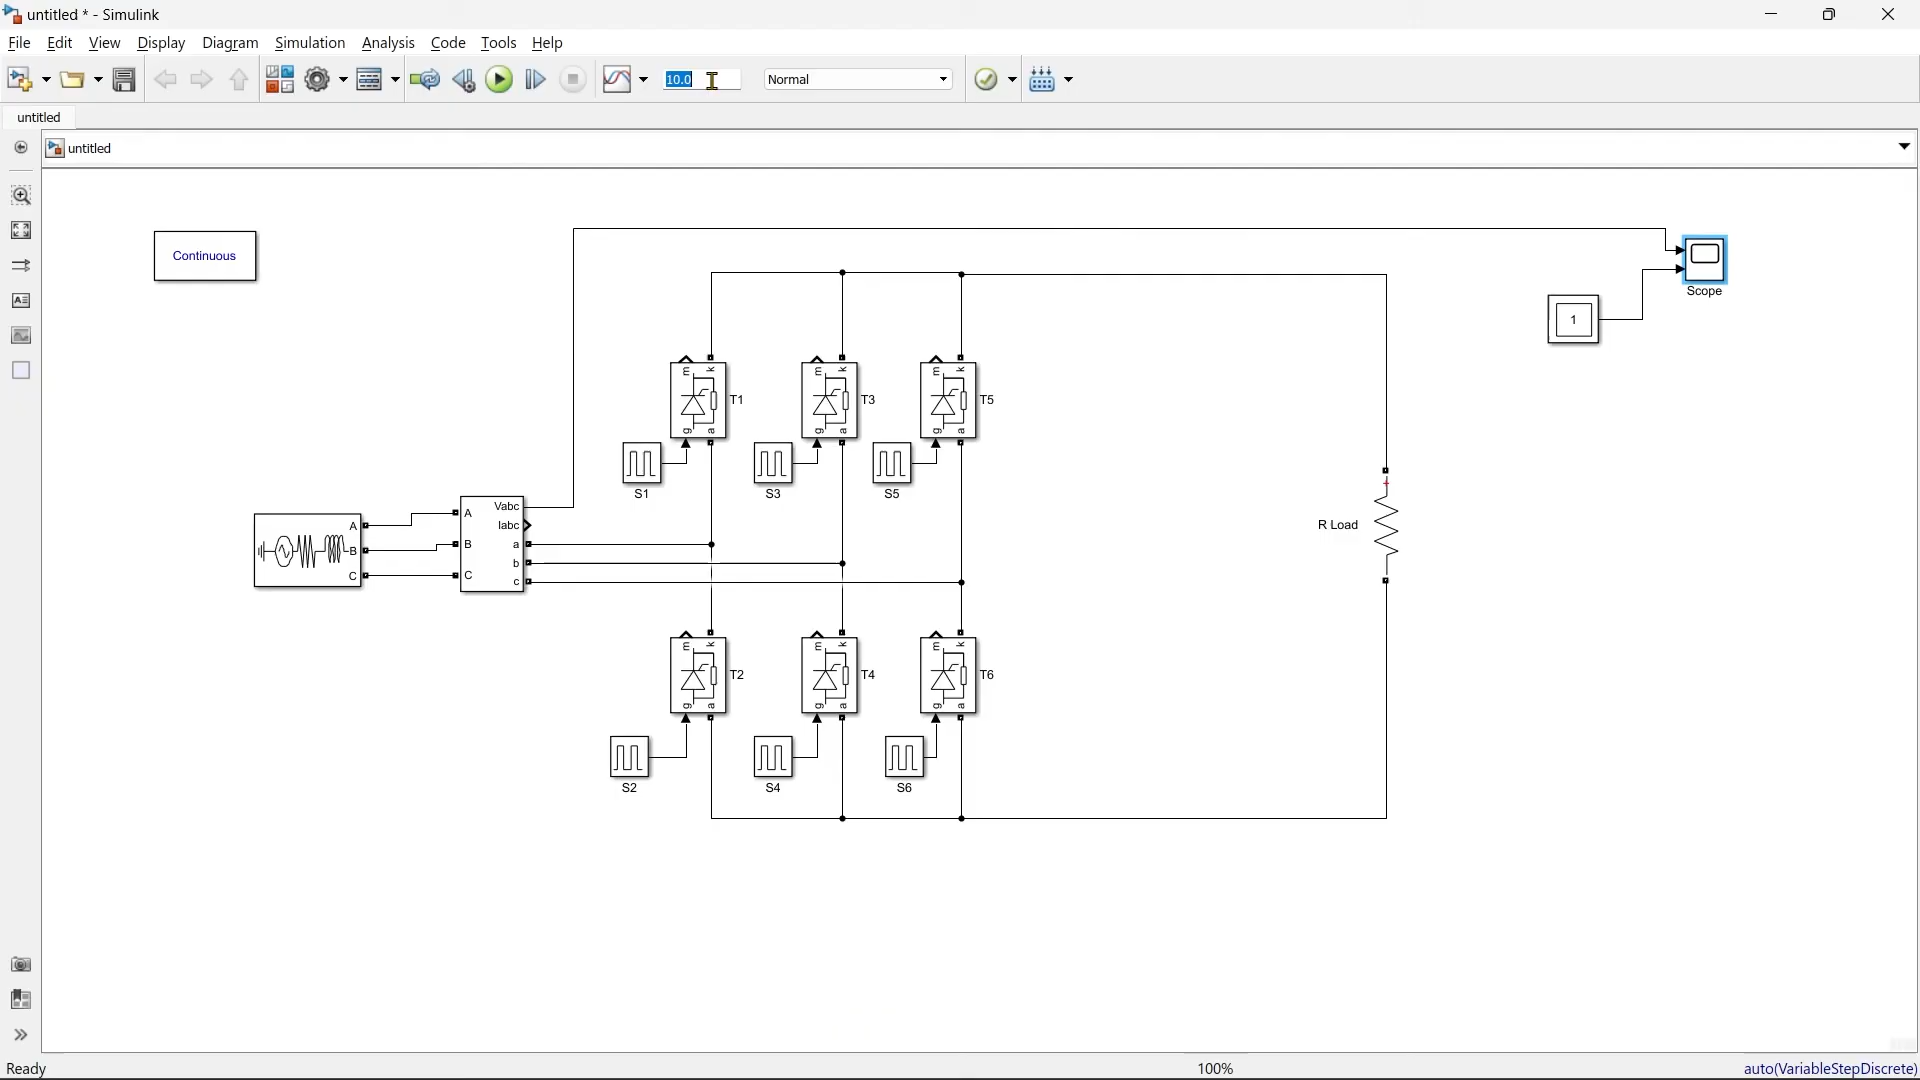 untitled * - Simulink
File Edit View Display Diagram Simulation Analysis Code Tools Help
10.0 Normal
untitled
untitled
Continuous
Scope
1
m k
m k
m k
T1
T3
T5
g a
g a
g a
S1
S3
S5
A
B
C
A
B
C
Vabc
Iabc
a
b
c
R Load
+
m k
m k
m k
T2
T4
T6
g a
g a
g a
S2
S4
S6
Ready 100% auto(VariableStepDiscrete)